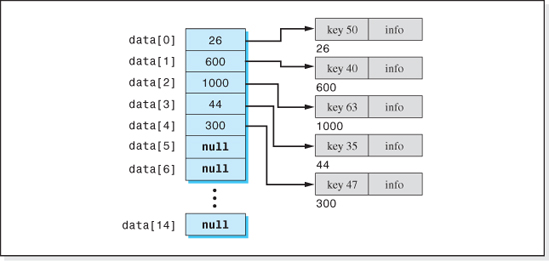 data[0] 26 key 50 info
26
data[1] 600 key 40 info
600
data[2] 1000 key 63 info
1000
data[3] 44 key 35 info
44
data[4] 300 key 47 info
300
data[5] null
data[6] null
data[14] null